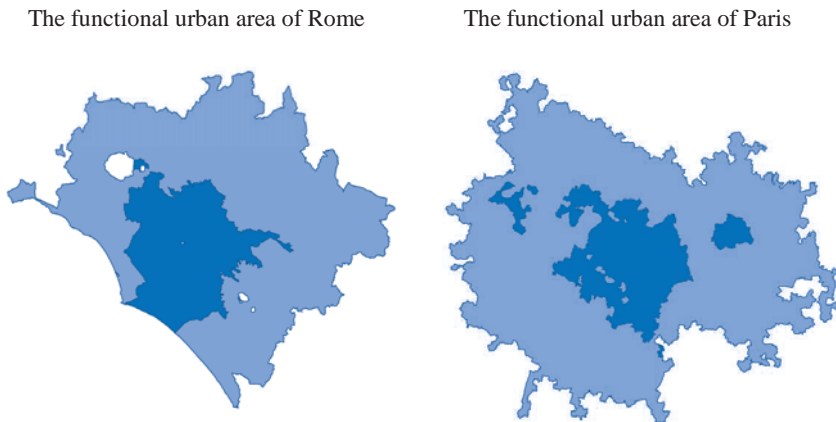 The functional urban area of Rome
The functional urban area of Paris